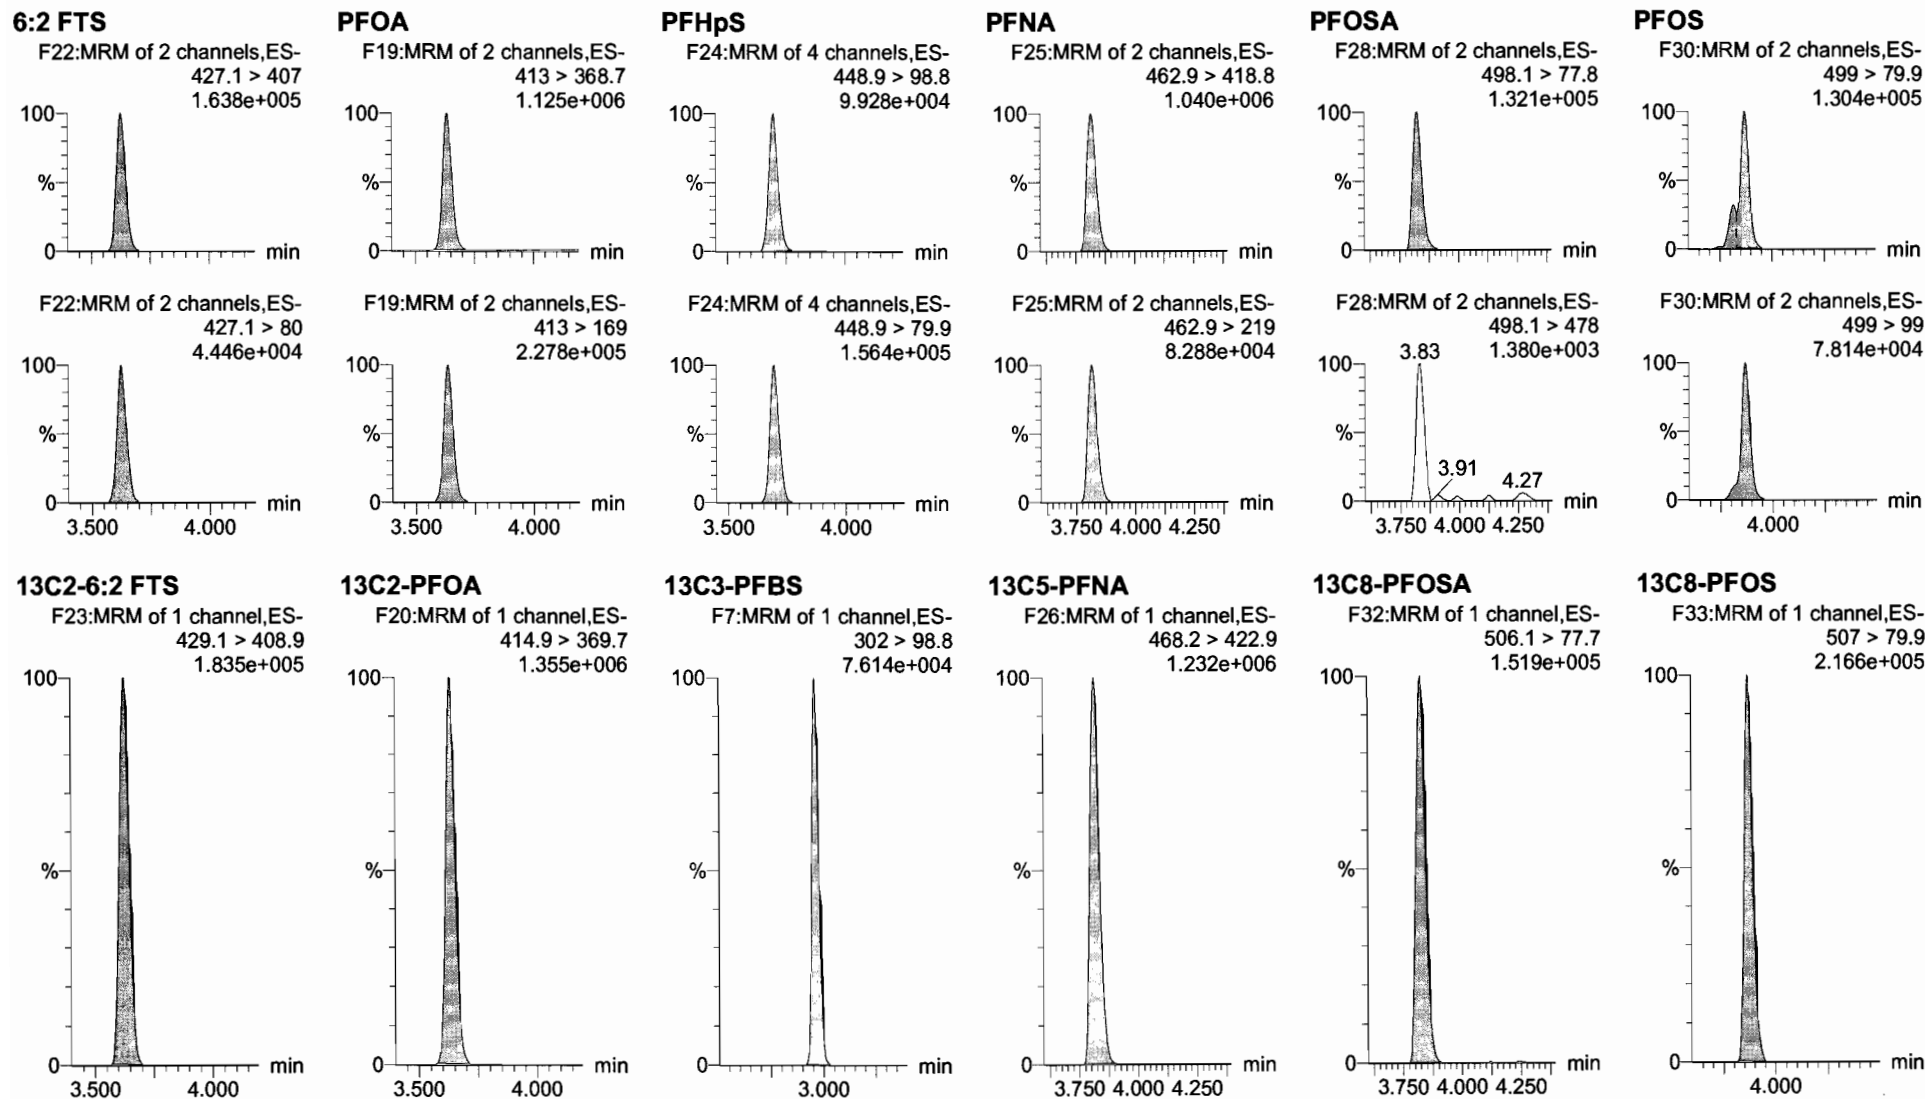 6:2 FTS
F22:MRM of 2 channels,ES-
427.1 > 407
1.638e+005
100
%
0
min
PFOA
F19:MRM of 2 channels,ES-
413 > 368.7
1.125e+006
100
%
0
min
PFHpS
F24:MRM of 4 channels,ES-
448.9 > 98.8
9.928e+004
100
%
0
min
PFNA
F25:MRM of 2 channels,ES-
462.9 > 418.8
1.040e+006
100
%
0
min
PFOSA
F28:MRM of 2 channels,ES-
498.1 > 77.8
1.321e+005
100
%
0
min
PFOS
F30:MRM of 2 channels,ES-
499 > 79.9
1.304e+005
100
%
0
min
F22:MRM of 2 channels,ES-
427.1 > 80
4.446e+004
100
%
0
min
3.500 4.000
F19:MRM of 2 channels,ES-
413 > 169
2.278e+005
100
%
0
min
3.500 4.000
F24:MRM of 4 channels,ES-
448.9 > 79.9
1.564e+005
100
%
0
min
3.500 4.000
F25:MRM of 2 channels,ES-
462.9 > 219
8.288e+004
100
%
0
min
3.750 4.000 4.250
F28:MRM of 2 channels,ES-
498.1 > 478
3.83 1.380e+003
100
%
3.91 4.27
0
min
3.750 4.000 4.250
F30:MRM of 2 channels,ES-
499 > 99
7.814e+004
100
%
0
min
4.000
13C2-6:2 FTS
F23:MRM of 1 channel,ES-
429.1 > 408.9
1.835e+005
100
%
0
min
3.500 4.000
13C2-PFOA
F20:MRM of 1 channel,ES-
414.9 > 369.7
1.355e+006
100
%
0
min
3.500 4.000
13C3-PFBS
F7:MRM of 1 channel,ES-
302 > 98.8
7.614e+004
100
%
0
min
3.000
13C5-PFNA
F26:MRM of 1 channel,ES-
468.2 > 422.9
1.232e+006
100
%
0
min
3.750 4.000 4.250
13C8-PFOSA
F32:MRM of 1 channel,ES-
506.1 > 77.7
1.519e+005
100
%
0
min
3.750 4.000 4.250
13C8-PFOS
F33:MRM of 1 channel,ES-
507 > 79.9
2.166e+005
100
%
0
min
4.000